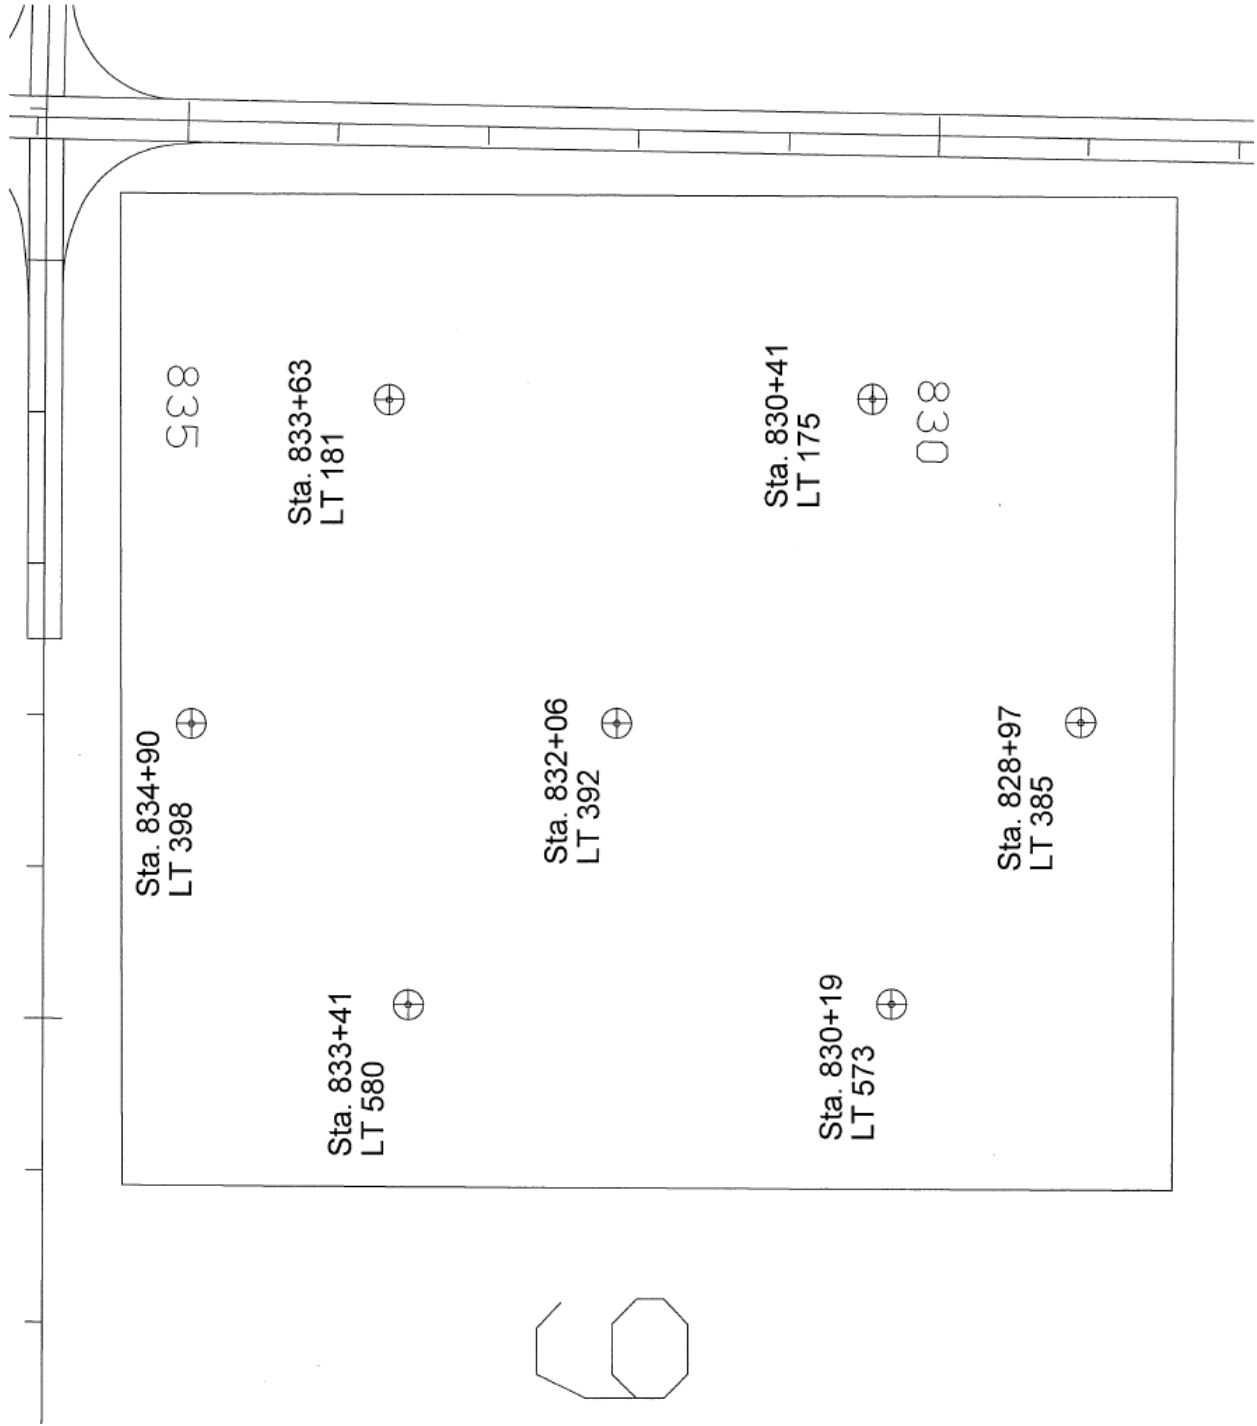 835
Sta. 833+63
LT 181
Sta. 830+41
LT 175
830
Sta. 834+90
LT 398
Sta. 832+06
LT 392
Sta. 828+97
LT 385
Sta. 833+41
LT 580
Sta. 830+19
LT 573
6